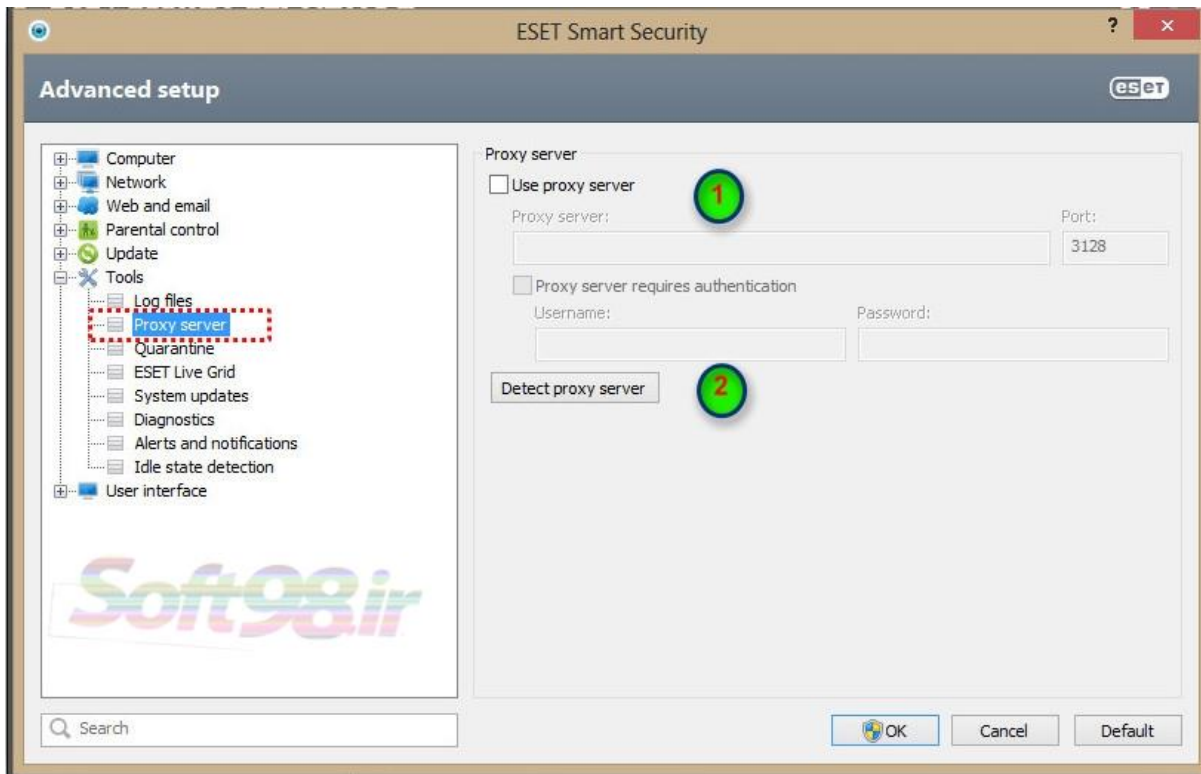 ESET Smart Security
?
Advanced setup
eseT
Computer
Network
Web and email
Parental control
Update
Tools
Log files
Proxy server
Quarantine
ESET Live Grid
System updates
Diagnostics
Alerts and notifications
Idle state detection
User interface
Soft98.ir
Search
Proxy server
Use proxy server
1
Proxy server: Port:
3128
Proxy server requires authentication
Username: Password:
Detect proxy server
2
OK Cancel Default